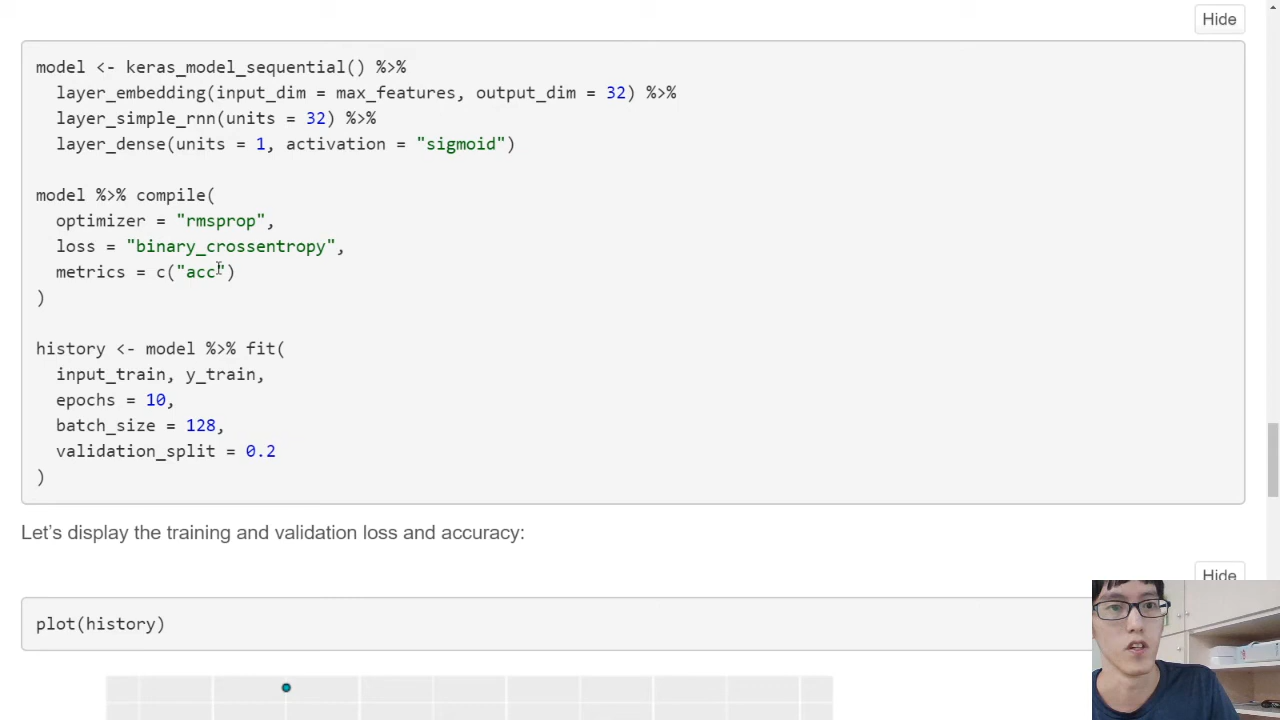 Hide
model <- keras_model_sequential() %>%
layer_embedding(input_dim = max_features, output_dim = 32) %>%
layer_simple_rnn(units = 32) %>%
layer_dense(units = 1, activation = "sigmoid")
model %>% compile(
optimizer = "rmsprop",
loss = "binary_crossentropy",
metrics = c("acc")
)
history <- model %>% fit(
input_train, y_train,
epochs = 10,
batch_size = 128,
validation_split = 0.2
)
Let’s display the training and validation loss and accuracy:
Hide
plot(history)